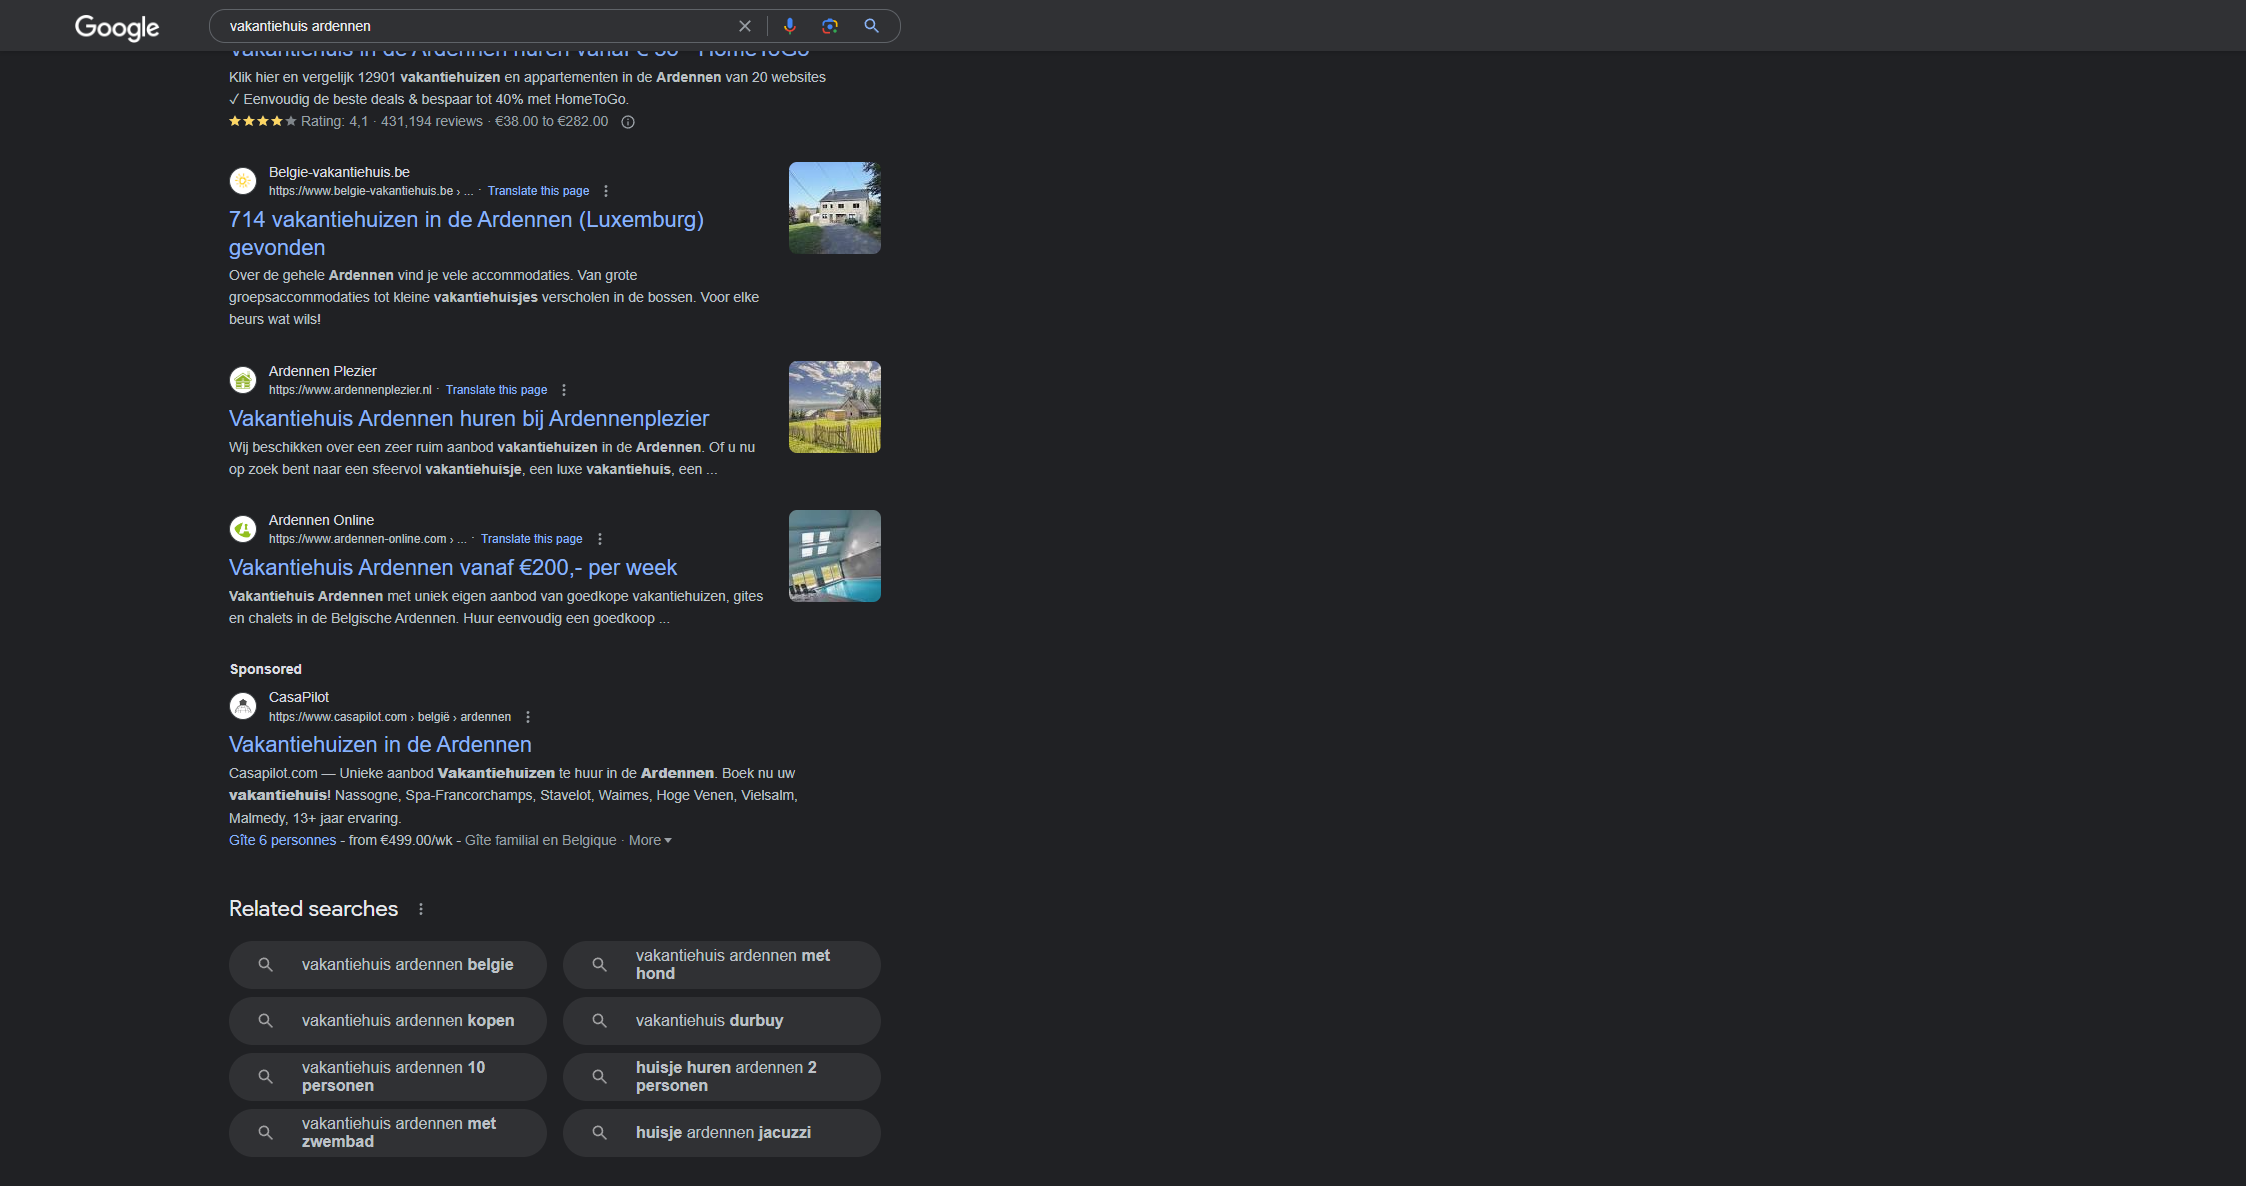 Google
vakantiehuis ardennen
Vakantiehuis in de Ardennen huren vanaf € 38 - HomeToGo
Klik hier en vergelijk 12901 vakantiehuizen en appartementen in de Ardennen van 20 websites
✓ Eenvoudig de beste deals & bespaar tot 40% met HomeToGo.
Rating: 4,1 · 431,194 reviews · €38.00 to €282.00
Belgie-vakantiehuis.be
https://www.belgie-vakantiehuis.be › ... · Translate this page
714 vakantiehuizen in de Ardennen (Luxemburg)
gevonden
Over de gehele Ardennen vind je vele accommodaties. Van grote
groepsaccommodaties tot kleine vakantiehuisjes verscholen in de bossen. Voor elke
beurs wat wils!
Ardennen Plezier
https://www.ardennenplezier.nl · Translate this page
Vakantiehuis Ardennen huren bij Ardennenplezier
Wij beschikken over een zeer ruim aanbod vakantiehuizen in de Ardennen. Of u nu
op zoek bent naar een sfeervol vakantiehuisje, een luxe vakantiehuis, een ...
Ardennen Online
https://www.ardennen-online.com › ... · Translate this page
Vakantiehuis Ardennen vanaf €200,- per week
Vakantiehuis Ardennen met uniek eigen aanbod van goedkope vakantiehuizen, gites
en chalets in de Belgische Ardennen. Huur eenvoudig een goedkoop ...
Sponsored
CasaPilot
https://www.casapilot.com › belgië › ardennen
Vakantiehuizen in de Ardennen
Casapilot.com — Unieke aanbod Vakantiehuizen te huur in de Ardennen. Boek nu uw
vakantiehuis! Nassogne, Spa-Francorchamps, Stavelot, Waimes, Hoge Venen, Vielsalm,
Malmedy, 13+ jaar ervaring.
Gîte 6 personnes - from €499.00/wk - Gîte familial en Belgique · More
Related searches
vakantiehuis ardennen belgie
vakantiehuis ardennen met
hond
vakantiehuis ardennen kopen
vakantiehuis durbuy
vakantiehuis ardennen 10
personen
huisje huren ardennen 2
personen
vakantiehuis ardennen met
zwembad
huisje ardennen jacuzzi